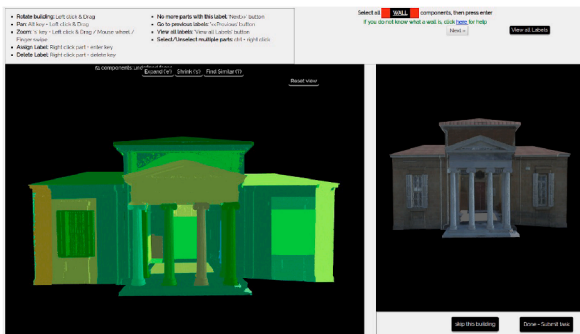 • Rotate building: Left click & Drag
• Pan: Alt key + Left click & Drag
• Zoom: 's' key + Left click & Drag / Mouse wheel /
Finger swipe
• Assign Label: Right click part + enter key
• Delete Label: Right click part + delete key
• No more parts with this label: 'Next>>' button
• Go to previous labels: '<<Previous' button
• View all labels: 'View all Labels' button
• Select/Unselect multiple parts: ctrl + right click
Select all WALL components, then press enter
If you do not know what a wall is, click here for help
Next »
View all Labels
Expand
Shrink
Find Similar
Reset view
skip this building
Done - Submit task